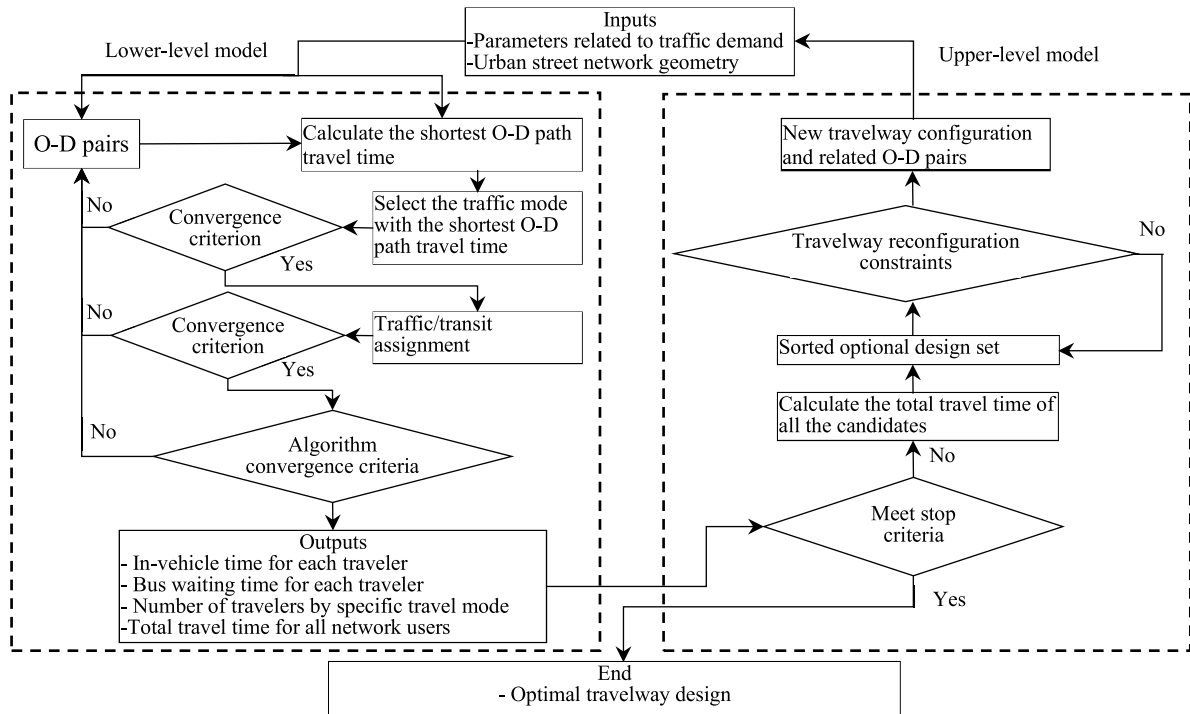 Inputs
-Parameters related to traffic demand
-Urban street network geometry
Lower-level model
Upper-level model
O-D pairs
Calculate the shortest O-D path
travel time
Select the traffic mode
with the shortest O-D
path travel time
No
Convergence
criterion
Yes
No
Convergence
criterion
Traffic/transit
assignment
Yes
No
Algorithm
convergence criteria
Outputs
- In-vehicle time for each traveler
- Bus waiting time for each traveler
- Number of travelers by specific travel mode
-Total travel time for all network users
New travelway configuration
and related O-D pairs
Travelway reconfiguration
constraints
No
Sorted optional design set
Calculate the total travel time of
all the candidates
No
Meet stop
criteria
Yes
End
- Optimal travelway design